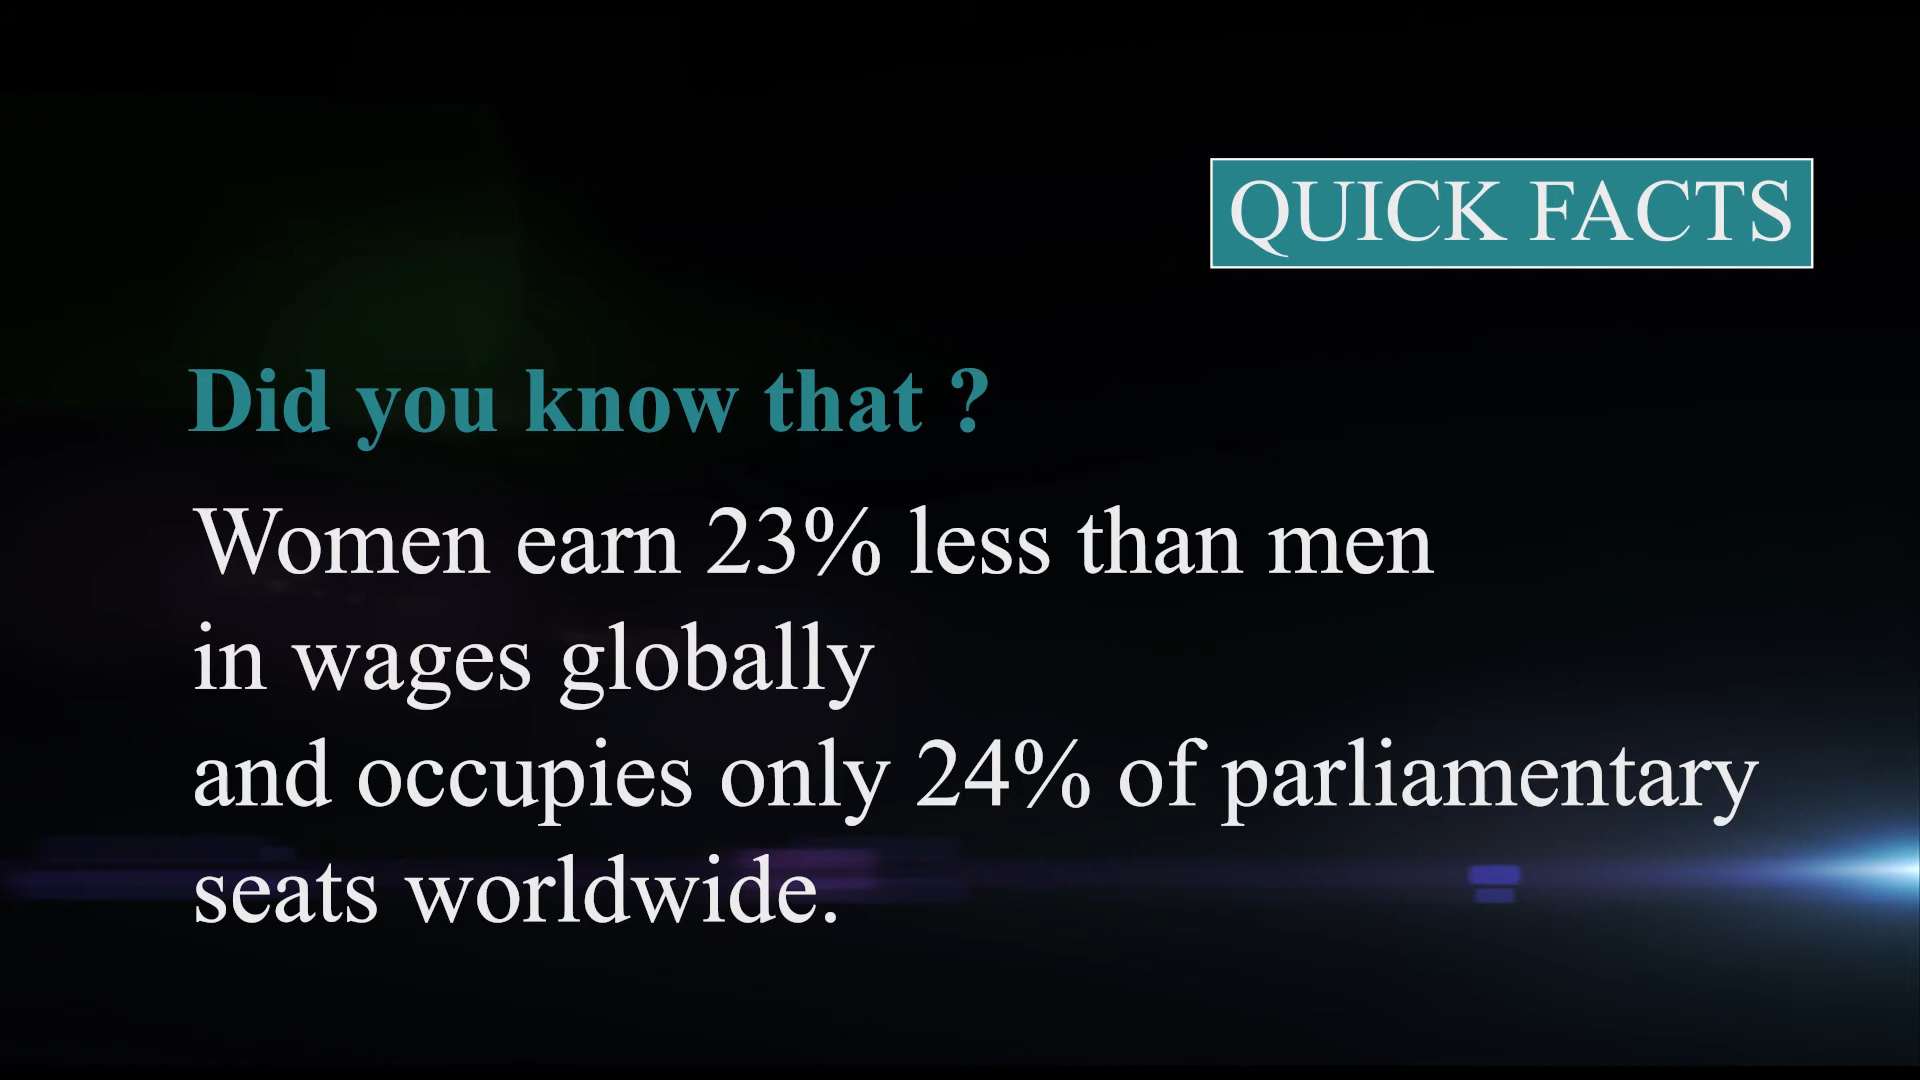 QUICK FACTS
Did you know that ?
Women earn 23% less than men
in wages globally
and occupies only 24% of parliamentary
seats worldwide.